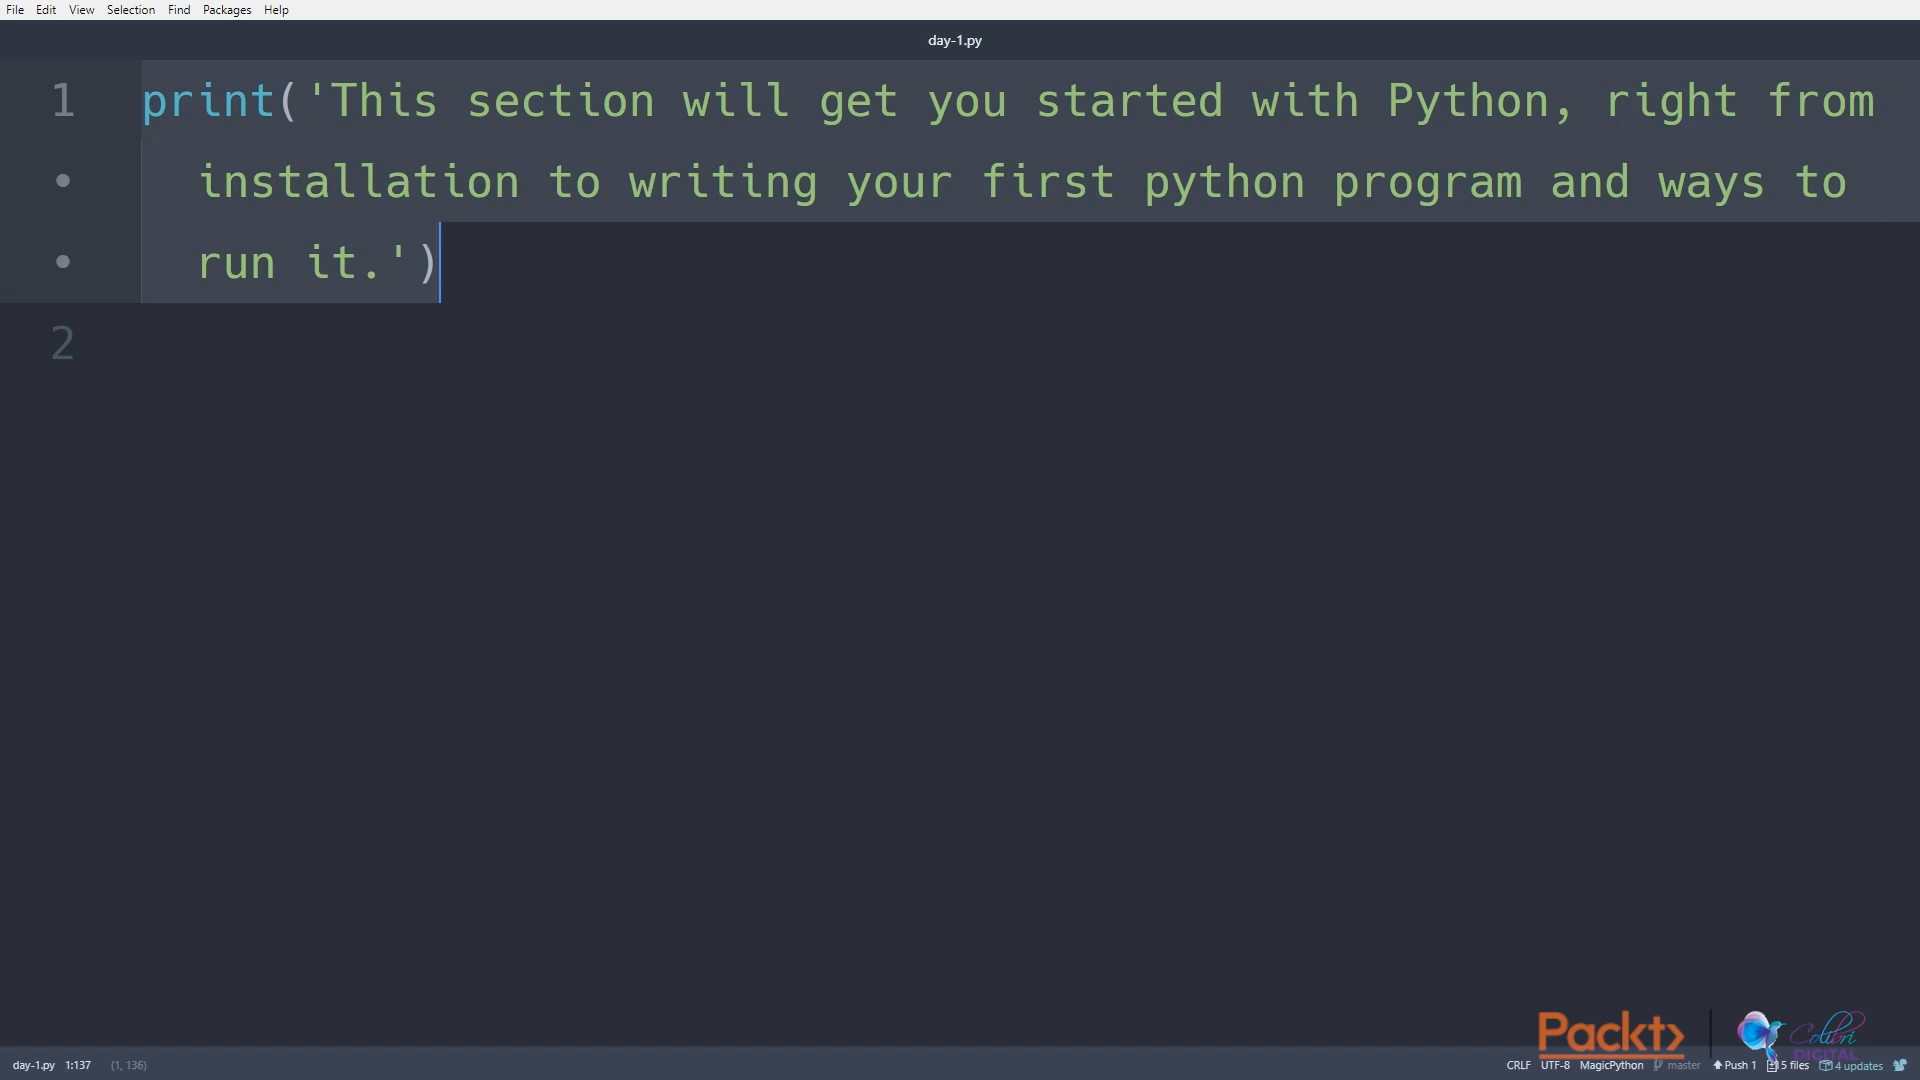 File Edit View Selection Find Packages Help
day-1.py
1 print('This section will get you started with Python, right from
• installation to writing your first python program and ways to
• run it.')
2
Packt>
Colibri
DIGITAL
day-1.py 1:137 (1, 136) CRLF UTF-8 MagicPython master Push 1 5 files 4 updates